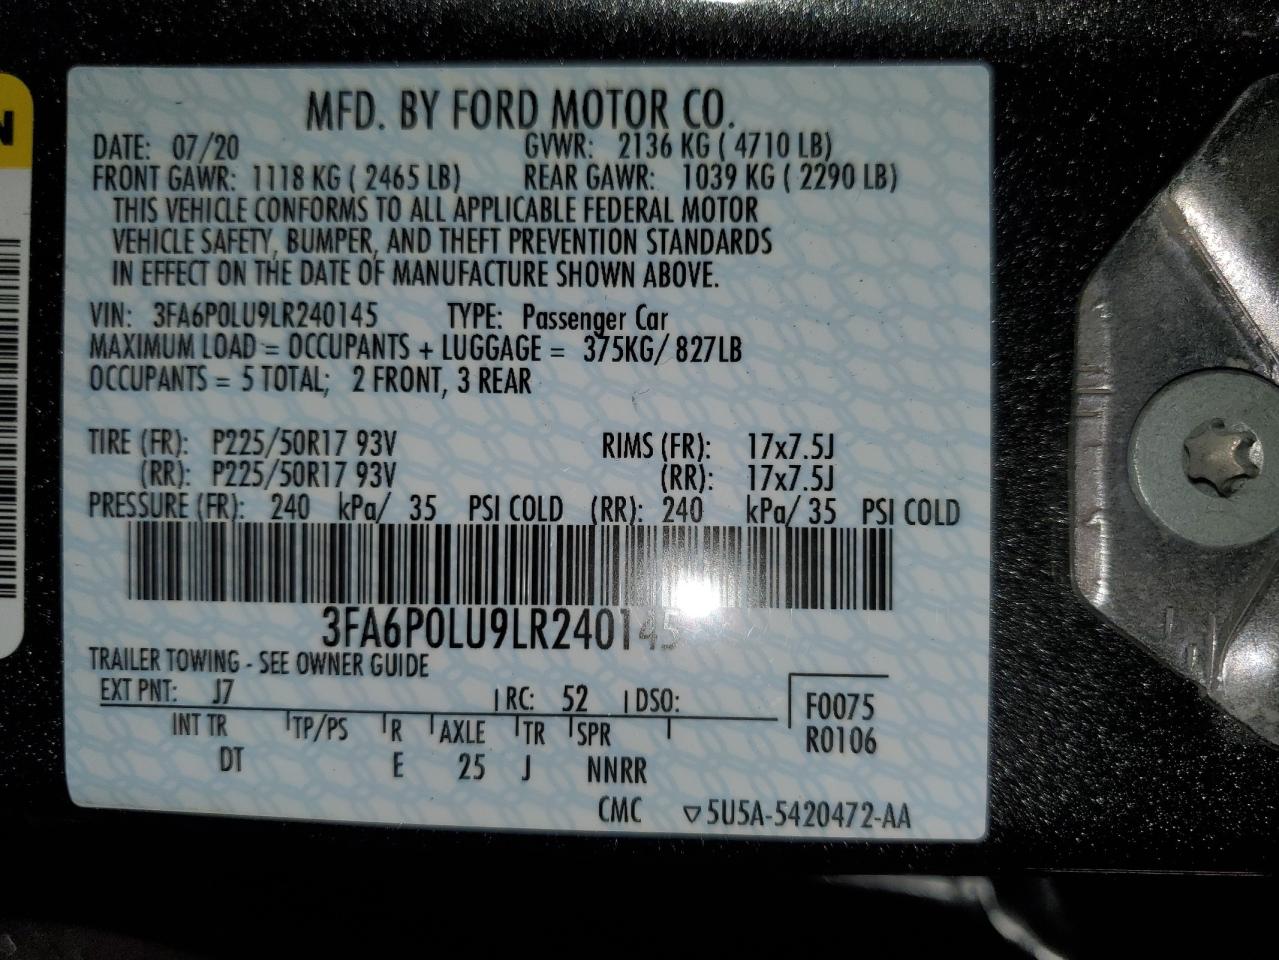 MFD. BY FORD MOTOR CO.
DATE: 07/20 GVWR: 2136 KG ( 4710 LB)
FRONT GAWR: 1118 KG ( 2465 LB) REAR GAWR: 1039 KG ( 2290 LB)
THIS VEHICLE CONFORMS TO ALL APPLICABLE FEDERAL MOTOR
VEHICLE SAFETY, BUMPER, AND THEFT PREVENTION STANDARDS
IN EFFECT ON THE DATE OF MANUFACTURE SHOWN ABOVE.
VIN: 3FA6P0LU9LR240145 TYPE: Passenger Car
MAXIMUM LOAD = OCCUPANTS + LUGGAGE = 375KG/ 827LB
OCCUPANTS = 5 TOTAL; 2 FRONT, 3 REAR
TIRE (FR): P225/50R17 93V RIMS (FR): 17x7.5J
(RR): P225/50R17 93V (RR): 17x7.5J
PRESSURE (FR): 240 kPa/ 35 PSI COLD (RR): 240 kPa/ 35 PSI COLD
3FA6P0LU9LR240145
TRAILER TOWING - SEE OWNER GUIDE
EXT PNT: J7 RC: 52 DSO:
F0075
INT TR TP/PS R AXLE TR SPR
R0106
DT E 25 J NNRR
CMC ▽5U5A-5420472-AA
N